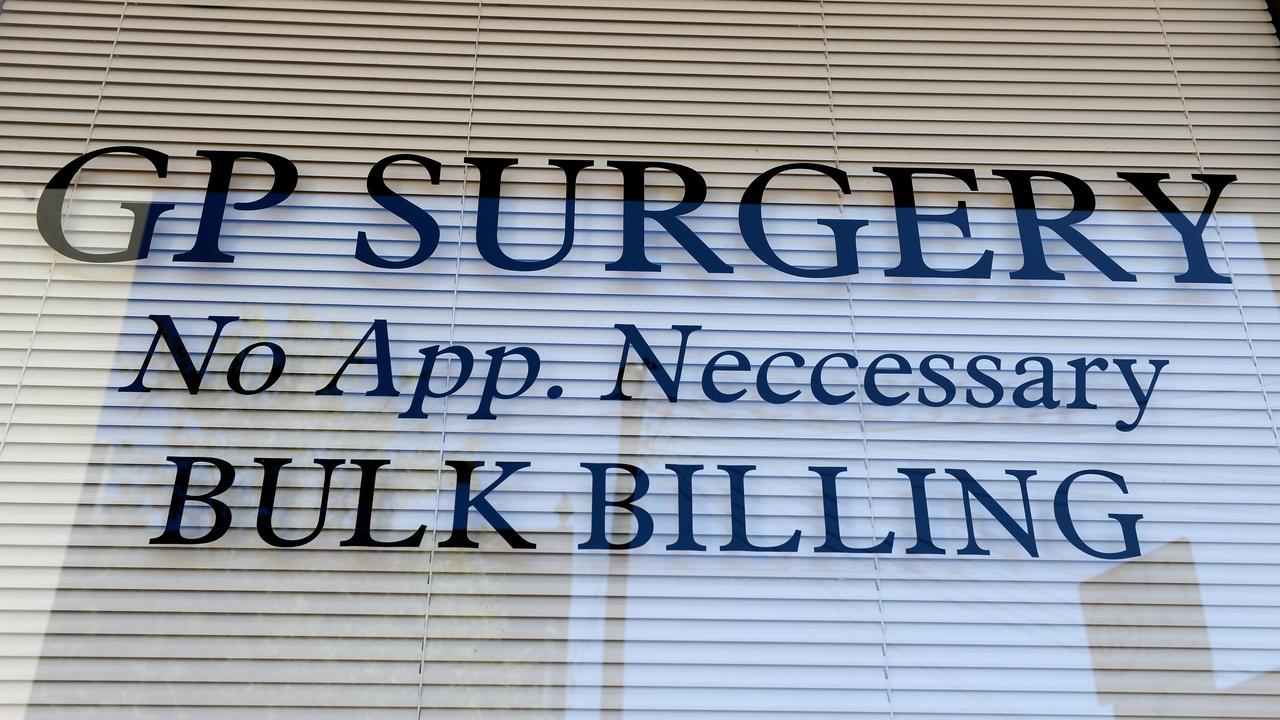 GP SURGERY
No App. Neccessary
BULK BILLING